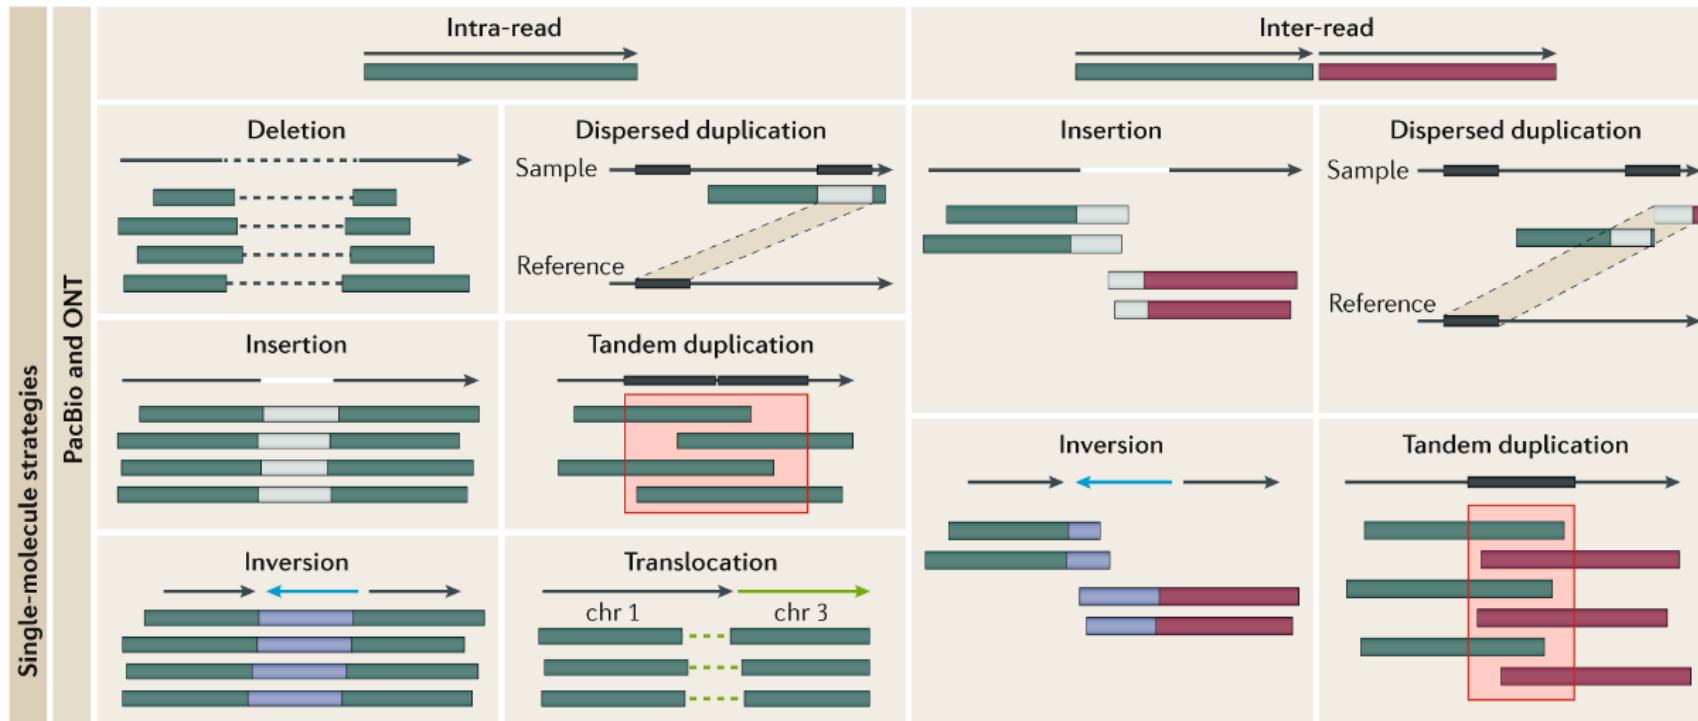 Single-molecule strategies
PacBio and ONT
Intra-read
Inter-read
Deletion
Dispersed duplication
Sample
Reference
Insertion
Dispersed duplication
Sample
Reference
Insertion
Tandem duplication
Inversion
Tandem duplication
Inversion
Translocation
chr 1
chr 3